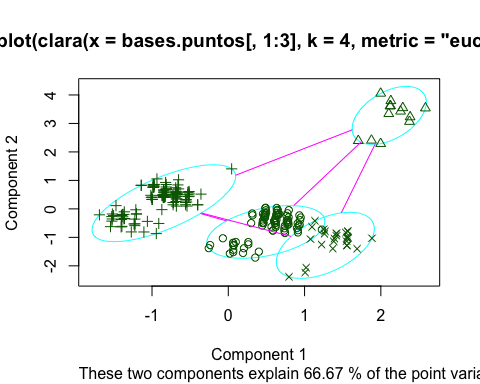 plot(clara(x = bases.puntos[, 1:3], k = 4, metric = "euc
Component 2
4
3
2
1
0
-1
-2
-1
0
1
2
Component 1
These two components explain 66.67 % of the point varia